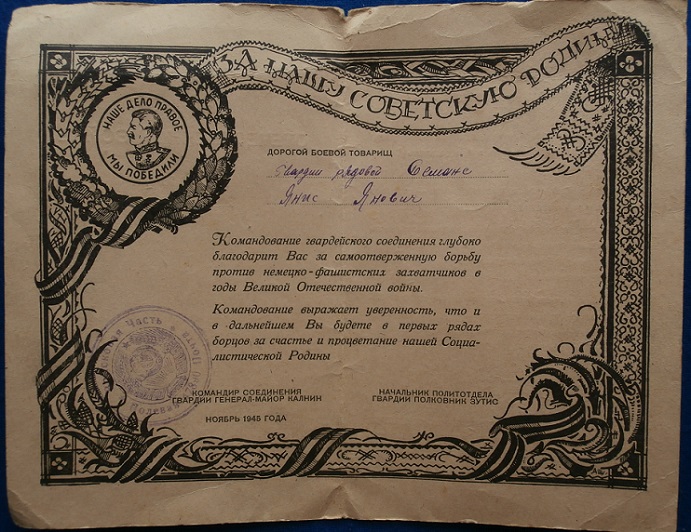 ЗА НАШУ СОВЕТСКУЮ РОДИНУ!
НАШЕ ДЕЛО ПРАВОЕ
МЫ ПОБЕДИЛИ
ДОРОГОЙ БОЕВОЙ ТОВАРИЩ
Гвардии рядовой
Янис Янович
Командование гвардейского соединения глубоко
благодарит Вас за самоотверженную борьбу
против немецко-фашистских захватчиков в
годы Великой Отечественной войны.
Командование выражает уверенность, что и
в дальнейшем Вы будете в первых рядах
борцов за счастье и процветание нашей Социа-
листической Родины
КОМАНДИР СОЕДИНЕНИЯ
ГВАРДИИ ГЕНЕРАЛ-МАЙОР КАЛНИН
НАЧАЛЬНИК ПОЛИТОТДЕЛА
ГВАРДИИ ПОЛКОВНИК ЗУТИС
НОЯБРЬ 1945 ГОДА
Часть